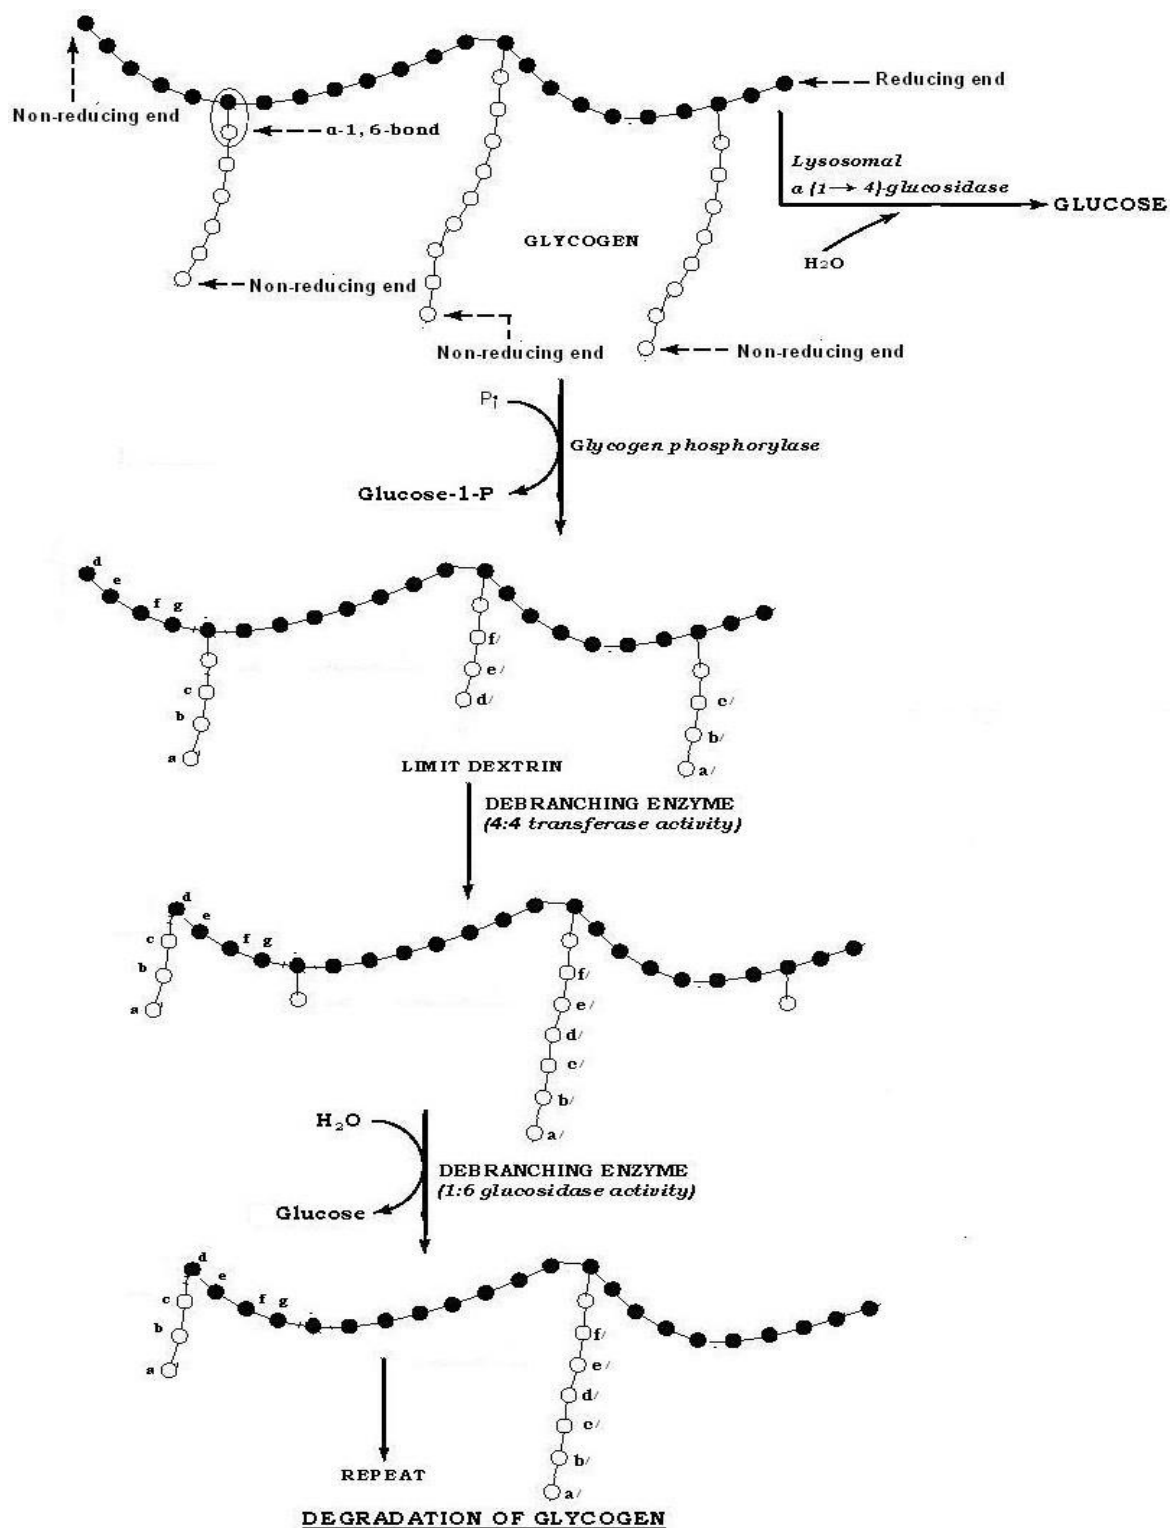 Reducing end
Non-reducing end
a-1, 6-bond
Lysosomal
a (1→ 4)-glucosidase
GLUCOSE
GLYCOGEN
H2O
Non-reducing end
Non-reducing end
Non-reducing end
Pi
Glycogen phosphorylase
Glucose-1-P
d
e
f g
f/
e/
d/
c
b
a
c/
b/
a/
LIMIT DEXTRIN
DEBRANCHING ENZYME
(4:4 transferase activity)
d
e
f g
c
b
a
f/
e/
d/
c/
b/
a/
H2O
DEBRANCHING ENZYME
(1:6 glucosidase activity)
Glucose
d
e
f g
c
b
a
f/
e/
d/
c/
b/
a/
REPEAT
DEGRADATION OF GLYCOGEN